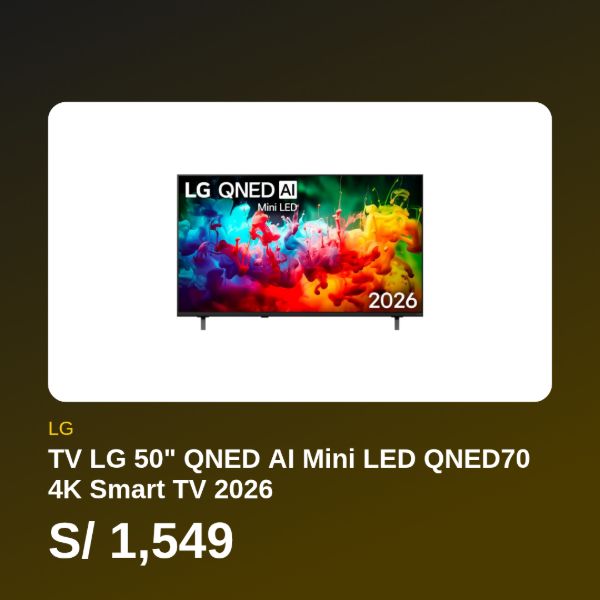 LG QNED AI
Mini LED
2026
LG
TV LG 50" QNED AI Mini LED QNED70
4K Smart TV 2026
S/ 1,549